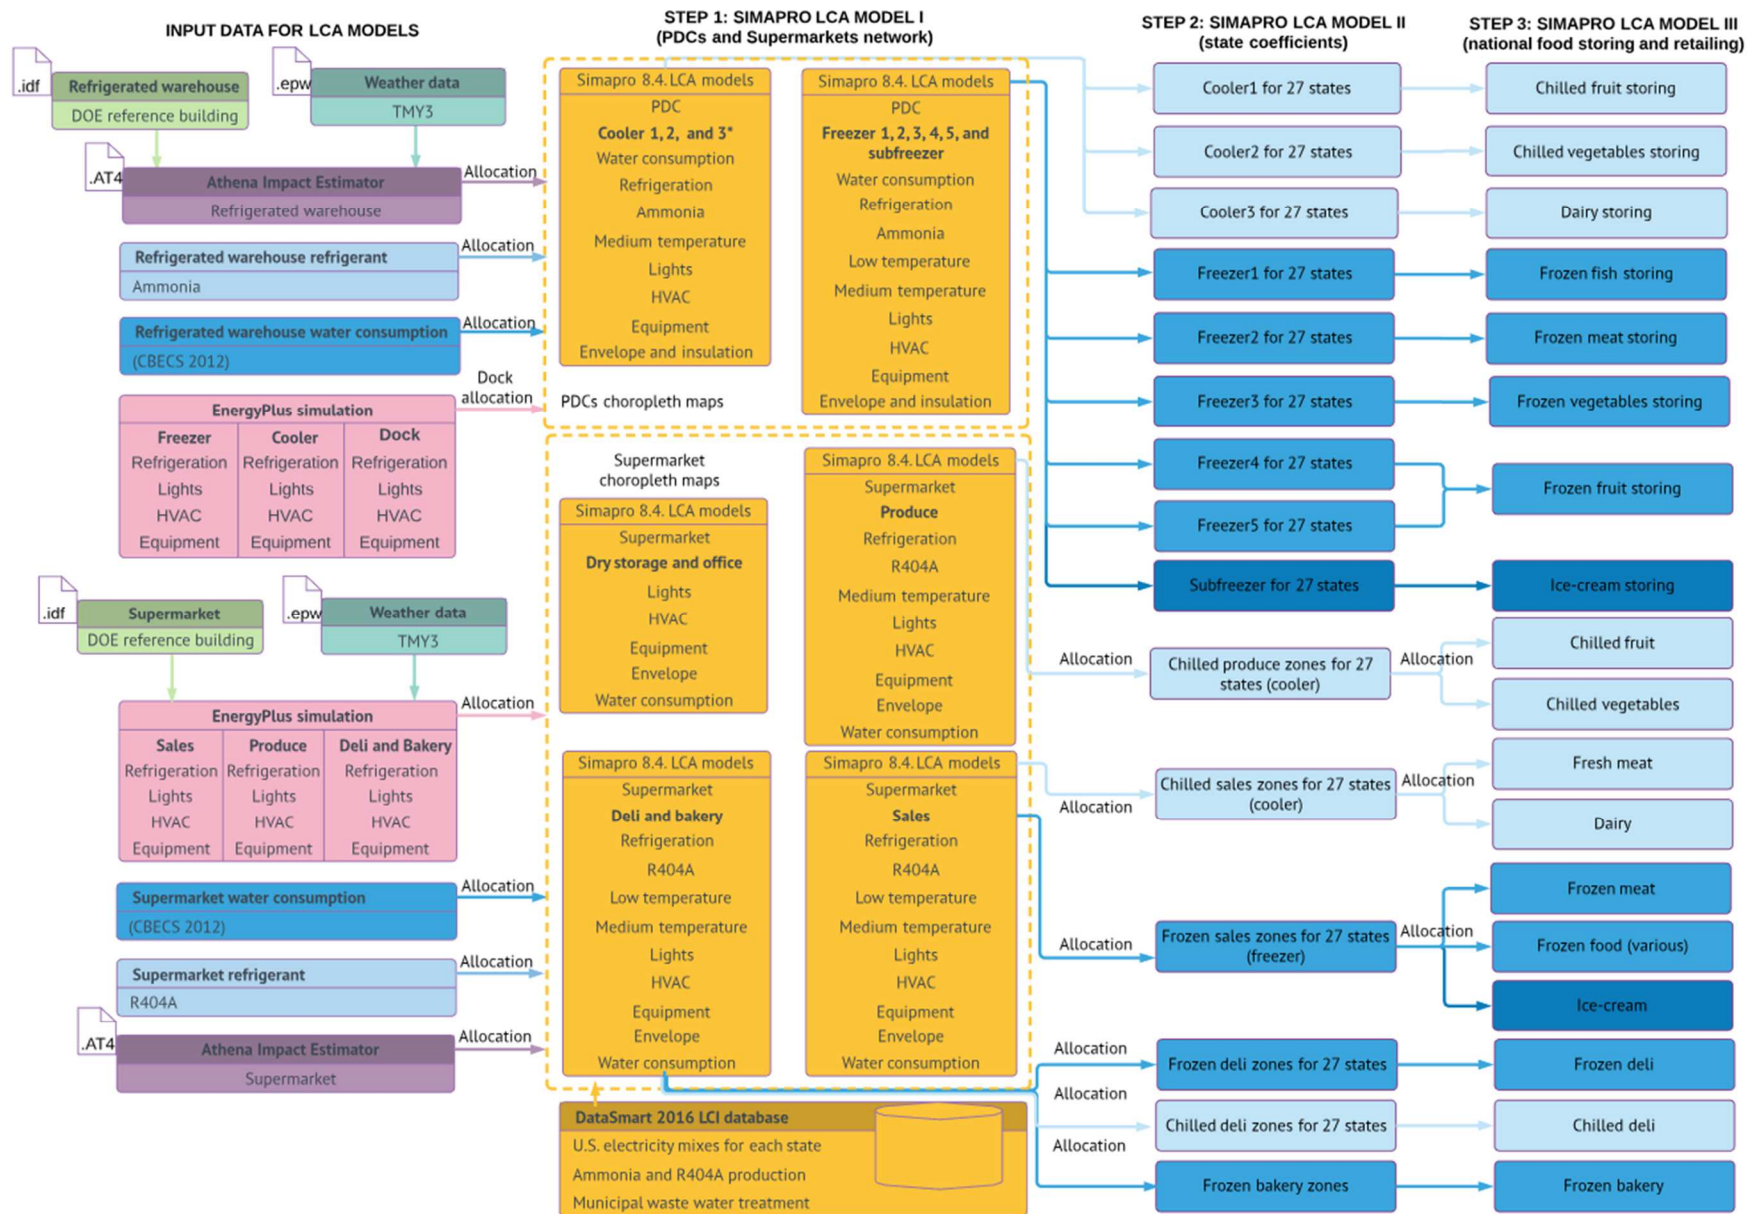 INPUT DATA FOR LCA MODELS
.idf
Refrigerated warehouse
DOE reference building
.epw
Weather data
TMY3
.AT4
Athena Impact Estimator
Refrigerated warehouse
Allocation
Refrigerated warehouse refrigerant
Ammonia
Allocation
Refrigerated warehouse water consumption
(CBECS 2012)
Allocation
EnergyPlus simulation
Freezer
Refrigeration
Lights
HVAC
Equipment
Cooler
Refrigeration
Lights
HVAC
Equipment
Dock
Refrigeration
Lights
HVAC
Equipment
Dock
allocation
.idf
Supermarket
DOE reference building
.epw
Weather data
TMY3
EnergyPlus simulation
Sales
Refrigeration
Lights
HVAC
Equipment
Produce
Refrigeration
Lights
HVAC
Equipment
Deli and Bakery
Refrigeration
Lights
HVAC
Equipment
Allocation
Supermarket water consumption
(CBECS 2012)
Allocation
Supermarket refrigerant
R404A
Allocation
.AT4
Athena Impact Estimator
Supermarket
Allocation
STEP 1: SIMAPRO LCA MODEL I
(PDCs and Supermarkets network)
Simapro 8.4. LCA models
PDC
Cooler 1, 2, and 3*
Water consumption
Refrigeration
Ammonia
Medium temperature
Lights
HVAC
Equipment
Envelope and insulation
PDCs choropleth maps
Simapro 8.4. LCA models
PDC
Freezer 1, 2, 3, 4, 5, and
subfreezer
Water consumption
Refrigeration
Ammonia
Low temperature
Medium temperature
Lights
HVAC
Equipment
Envelope and insulation
Supermarket
choropleth maps
Simapro 8.4. LCA models
Supermarket
Dry storage and office
Lights
HVAC
Equipment
Envelope
Water consumption
Simapro 8.4. LCA models
Supermarket
Produce
Refrigeration
R404A
Medium temperature
Lights
HVAC
Equipment
Envelope
Water consumption
Simapro 8.4. LCA models
Supermarket
Deli and bakery
Refrigeration
R404A
Low temperature
Medium temperature
Lights
HVAC
Equipment
Envelope
Water consumption
Simapro 8.4. LCA models
Supermarket
Sales
Refrigeration
R404A
Low temperature
Medium temperature
Lights
HVAC
Equipment
Envelope
Water consumption
DataSmart 2016 LCI database
U.S. electricity mixes for each state
Ammonia and R404A production
Municipal waste water treatment
STEP 2: SIMAPRO LCA MODEL II
(state coefficients)
Cooler1 for 27 states
Cooler2 for 27 states
Cooler3 for 27 states
Freezer1 for 27 states
Freezer2 for 27 states
Freezer3 for 27 states
Freezer4 for 27 states
Freezer5 for 27 states
Subfreezer for 27 states
Allocation
Chilled produce zones for 27
states (cooler)
Allocation
Allocation
Chilled sales zones for 27 states
(cooler)
Allocation
Allocation
Frozen sales zones for 27 states
(freezer)
Allocation
Allocation
Frozen deli zones for 27 states
Allocation
Chilled deli zones for 27 states
Allocation
Frozen bakery zones
STEP 3: SIMAPRO LCA MODEL III
(national food storing and retailing)
Chilled fruit storing
Chilled vegetables storing
Dairy storing
Frozen fish storing
Frozen meat storing
Frozen vegetables storing
Frozen fruit storing
Ice-cream storing
Chilled fruit
Chilled vegetables
Fresh meat
Dairy
Frozen meat
Frozen food (various)
Ice-cream
Frozen deli
Chilled deli
Frozen bakery